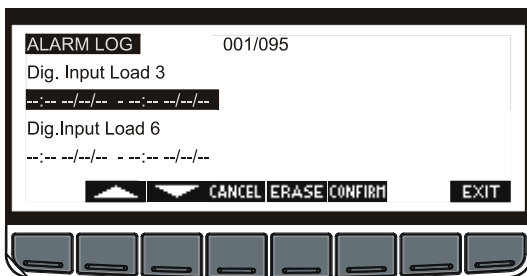 ALARM LOG 001/095
Dig. Input Load 3
--:-- --/--/-- - --:-- --/--/--
Dig.Input Load 6
--:-- --/--/-- - --:-- --/--/--
CANCEL ERASE CONFIRM EXIT